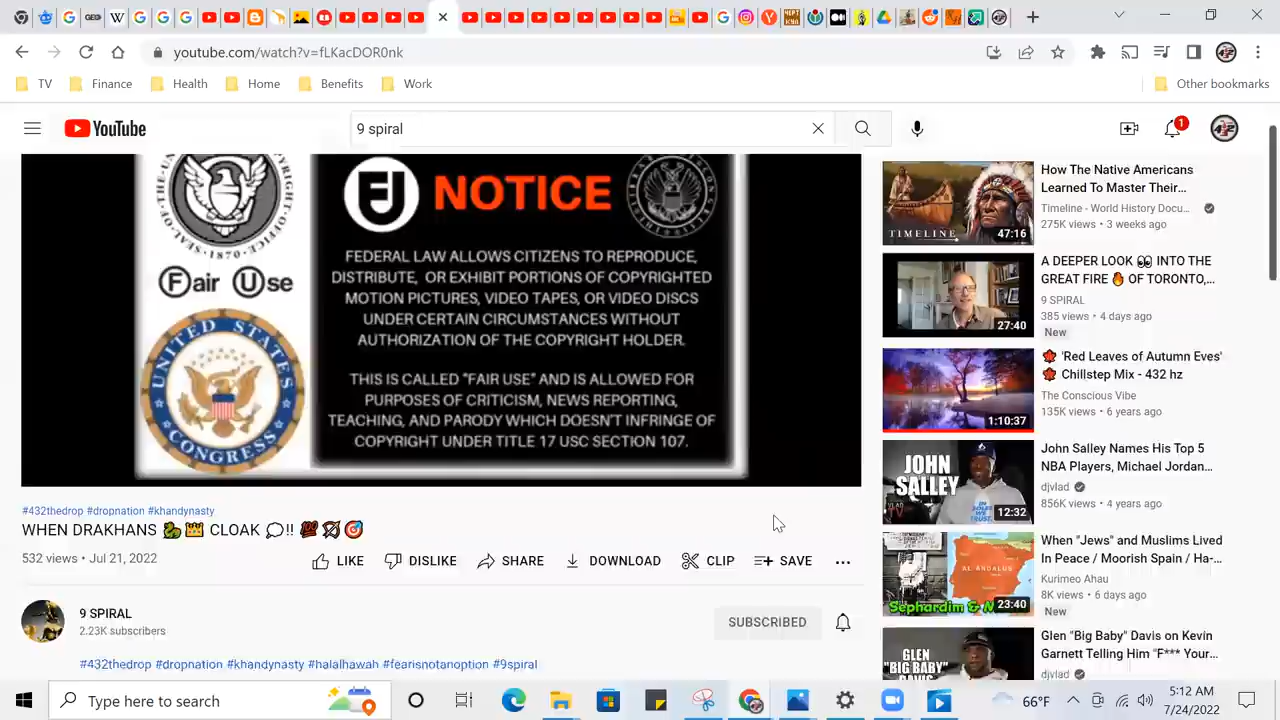 youtube.com/watch?v=fLKacDOR0nk
TV
Finance
Health
Home
Benefits
Work
Other bookmarks
YouTube
9 spiral
1
1870
Fair Use
UNITED STATES
CONGRESS
FJ NOTICE
FEDERAL LAW ALLOWS CITIZENS TO REPRODUCE,
DISTRIBUTE, OR EXHIBIT PORTIONS OF COPYRIGHTED
MOTION PICTURES, VIDEO TAPES, OR VIDEO DISCS
UNDER CERTAIN CIRCUMSTANCES WITHOUT
AUTHORIZATION OF THE COPYRIGHT HOLDER.
THIS IS CALLED "FAIR USE" AND IS ALLOWED FOR
PURPOSES OF CRITICISM, NEWS REPORTING,
TEACHING, AND PARODY WHICH DOESN'T INFRINGE OF
COPYRIGHT UNDER TITLE 17 USC SECTION 107.
#432thedrop #dropnation #khandynasty
WHEN DRAKHANS 🐉👑 CLOAK 💭!! 💯🏹🎯
532 views • Jul 21, 2022
LIKE
DISLIKE
SHARE
DOWNLOAD
CLIP
SAVE
9 SPIRAL
2.23K subscribers
SUBSCRIBED
#432thedrop #dropnation #khandynasty #halalhawah #fearisnotanoption #9spiral
TIMELINE
47:16
How The Native Americans
Learned To Master Their...
Timeline - World History Docu...
275K views • 3 weeks ago
27:40
A DEEPER LOOK 👀 INTO THE
GREAT FIRE 🔥 OF TORONTO,...
9 SPIRAL
385 views • 4 days ago
New
1:10:37
🍁 'Red Leaves of Autumn Eves'
🍁 Chillstep Mix - 432 hz
The Conscious Vibe
135K views • 6 years ago
JOHN
SALLEY
12:32
John Salley Names His Top 5
NBA Players, Michael Jordan...
djvlad
856K views • 4 years ago
AL ANDALUS
Sephardim & N
23:40
When "Jews" and Muslims Lived
In Peace / Moorish Spain / Ha-...
Kurimeo Ahau
8K views • 6 days ago
New
GLEN
"BIG BABY"
DAVIS
Glen "Big Baby" Davis on Kevin
Garnett Telling Him "F*** Your...
djvlad
Type here to search
66°F
5:12 AM
7/24/2022